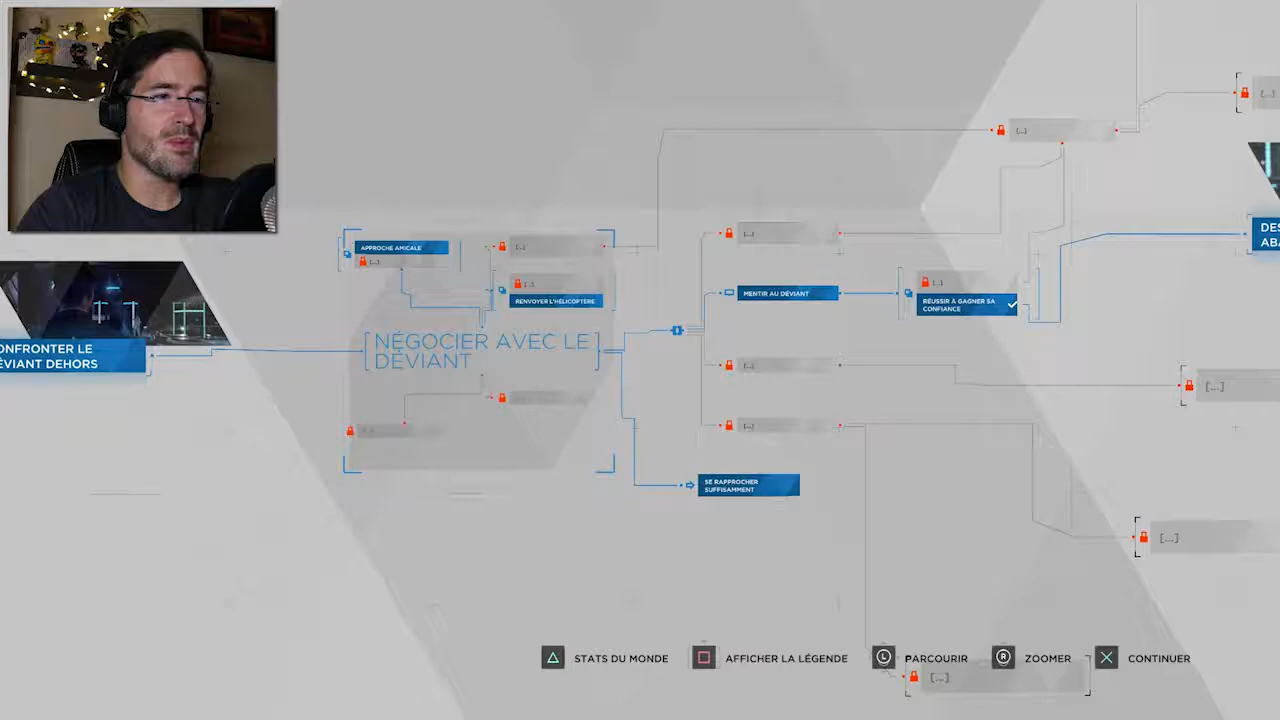 [...]
[...]
APPROCHE AMICALE
[...]
[...]
[...]
RENVOYER L'HÉLICOPTÈRE
[...]
MENTIR AU DÉVIANT
[...]
RÉUSSIR À GAGNER SA
CONFIANCE
DES
ABA
ONFRONTER LE
ÉVIANT DEHORS
NÉGOCIER AVEC LE
DÉVIANT
[...]
[...]
[...]
SE RAPPROCHER
SUFFISAMMENT
[...]
STATS DU MONDE
AFFICHER LA LÉGENDE
L
PARCOURIR
R
ZOOMER
CONTINUER
[...]